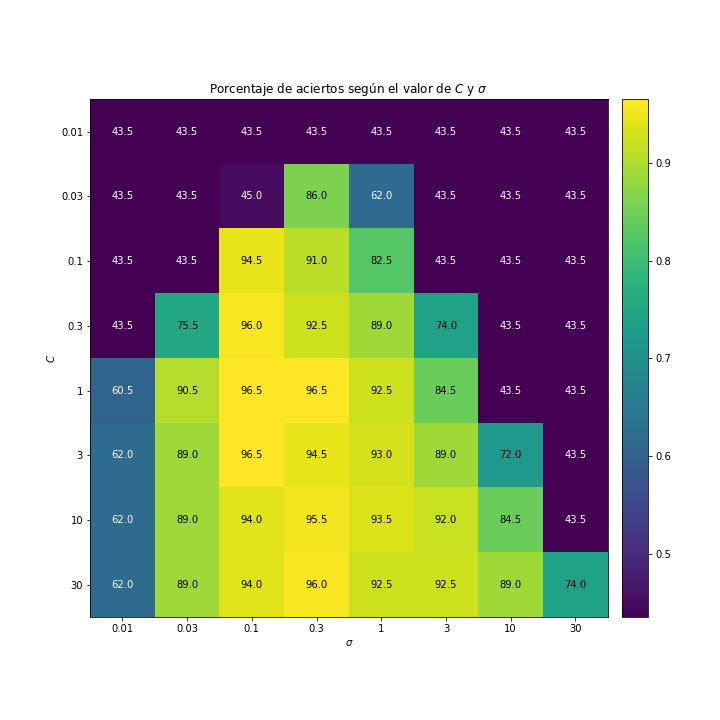 Porcentaje de aciertos según el valor de C y σ
0.01 43.5 43.5 43.5 43.5 43.5 43.5 43.5 43.5
0.03 43.5 43.5 45.0 86.0 62.0 43.5 43.5 43.5
0.1 43.5 43.5 94.5 91.0 82.5 43.5 43.5 43.5
0.3 43.5 75.5 96.0 92.5 89.0 74.0 43.5 43.5
1 60.5 90.5 96.5 96.5 92.5 84.5 43.5 43.5
3 62.0 89.0 96.5 94.5 93.0 89.0 72.0 43.5
10 62.0 89.0 94.0 95.5 93.5 92.0 84.5 43.5
30 62.0 89.0 94.0 96.0 92.5 92.5 89.0 74.0
0.01 0.03 0.1 0.3 1 3 10 30
C
σ
0.9
0.8
0.7
0.6
0.5